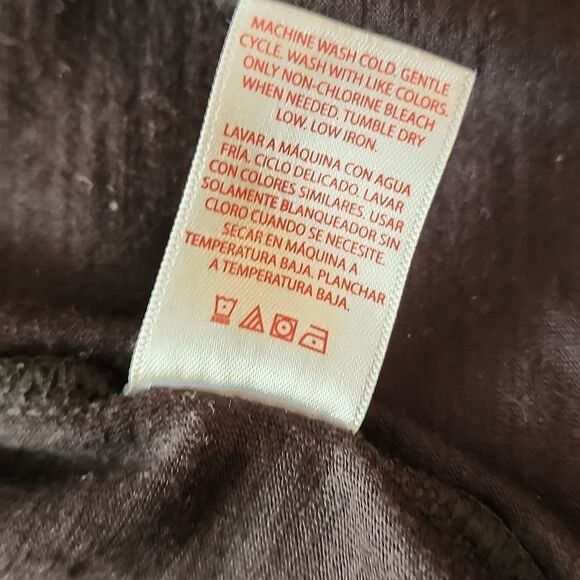 MACHINE WASH COLD. GENTLE
CYCLE. WASH WITH LIKE COLORS.
ONLY NON-CHLORINE BLEACH
WHEN NEEDED. TUMBLE DRY
LOW. LOW IRON.
LAVAR A MÁQUINA CON AGUA
FRÍA. CICLO DELICADO. LAVAR
CON COLORES SIMILARES. USAR
SOLAMENTE BLANQUEADOR SIN
CLORO CUANDO SE NECESITE.
SECAR EN MÁQUINA A
TEMPERATURA BAJA. PLANCHAR
A TEMPERATURA BAJA.